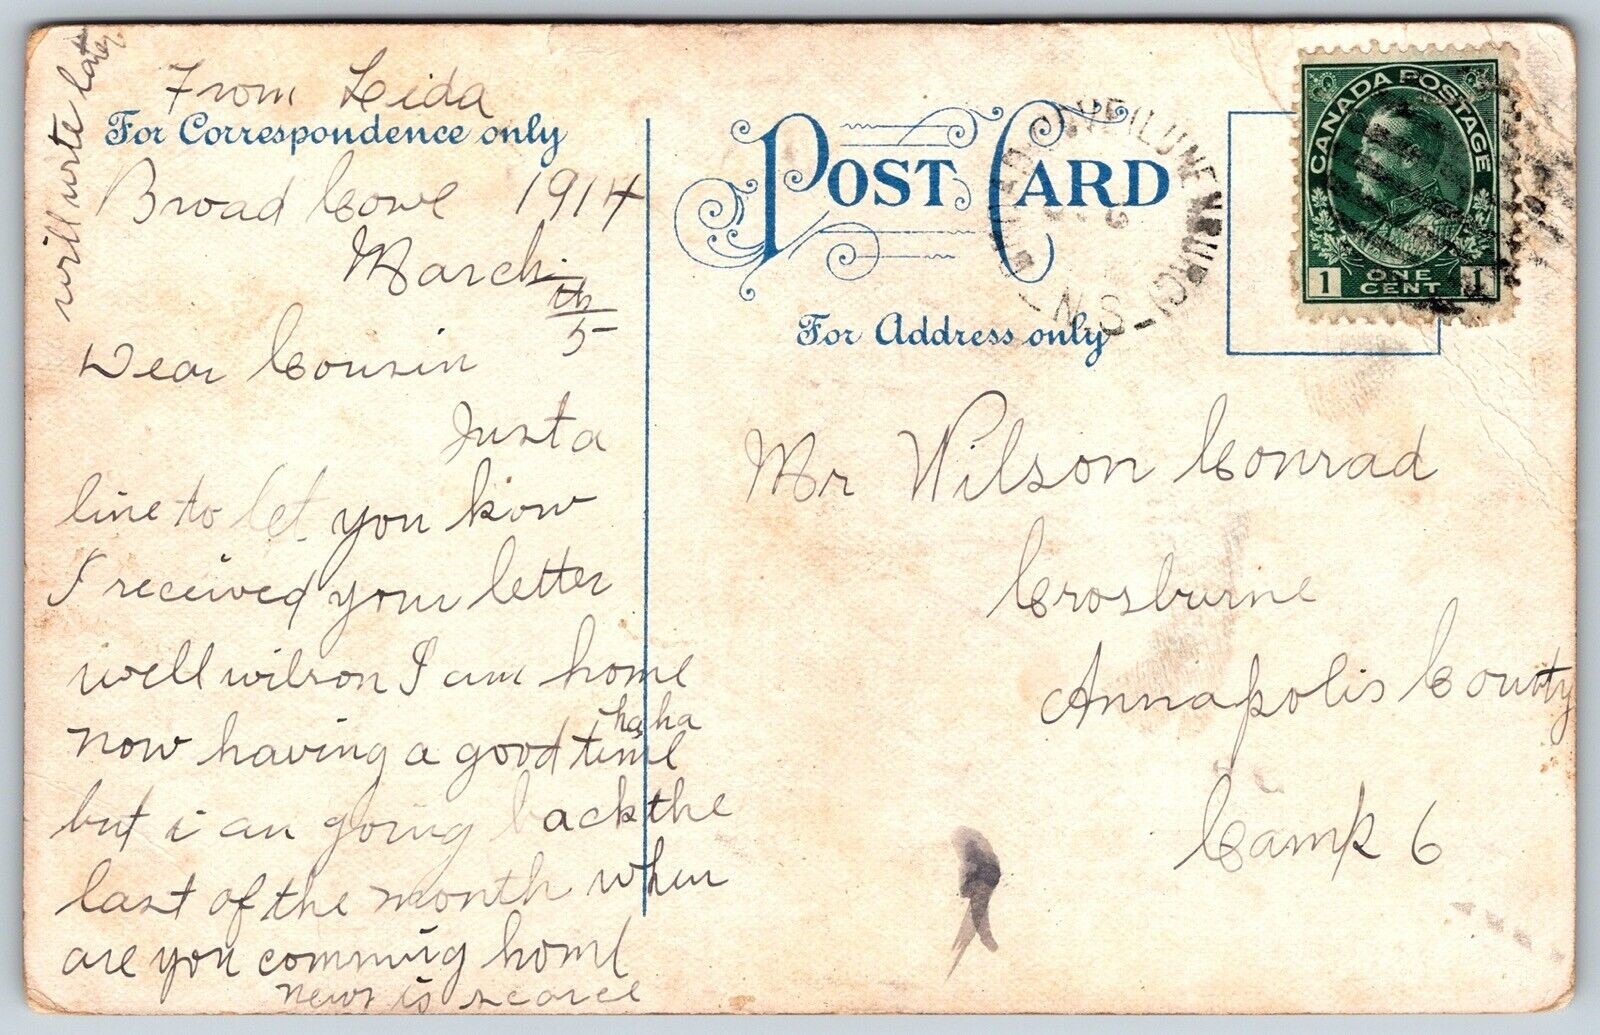 will write later
From Leida
For Correspondence only
Broad Cove 1914
March th
5
Dear Cousin
Just a
line to let you know
I received your letter
well wilson I am home
ha ha
now having a good time
but i am going back the
last of the month when
are you comming home
news is scarce
POST CARD
For Address only
LUNENBURG
N.S.
CANADA POSTAGE
1 ONE CENT 1
Mr Wilson Conrad
Crosburne
Annapolis County
Camp 6